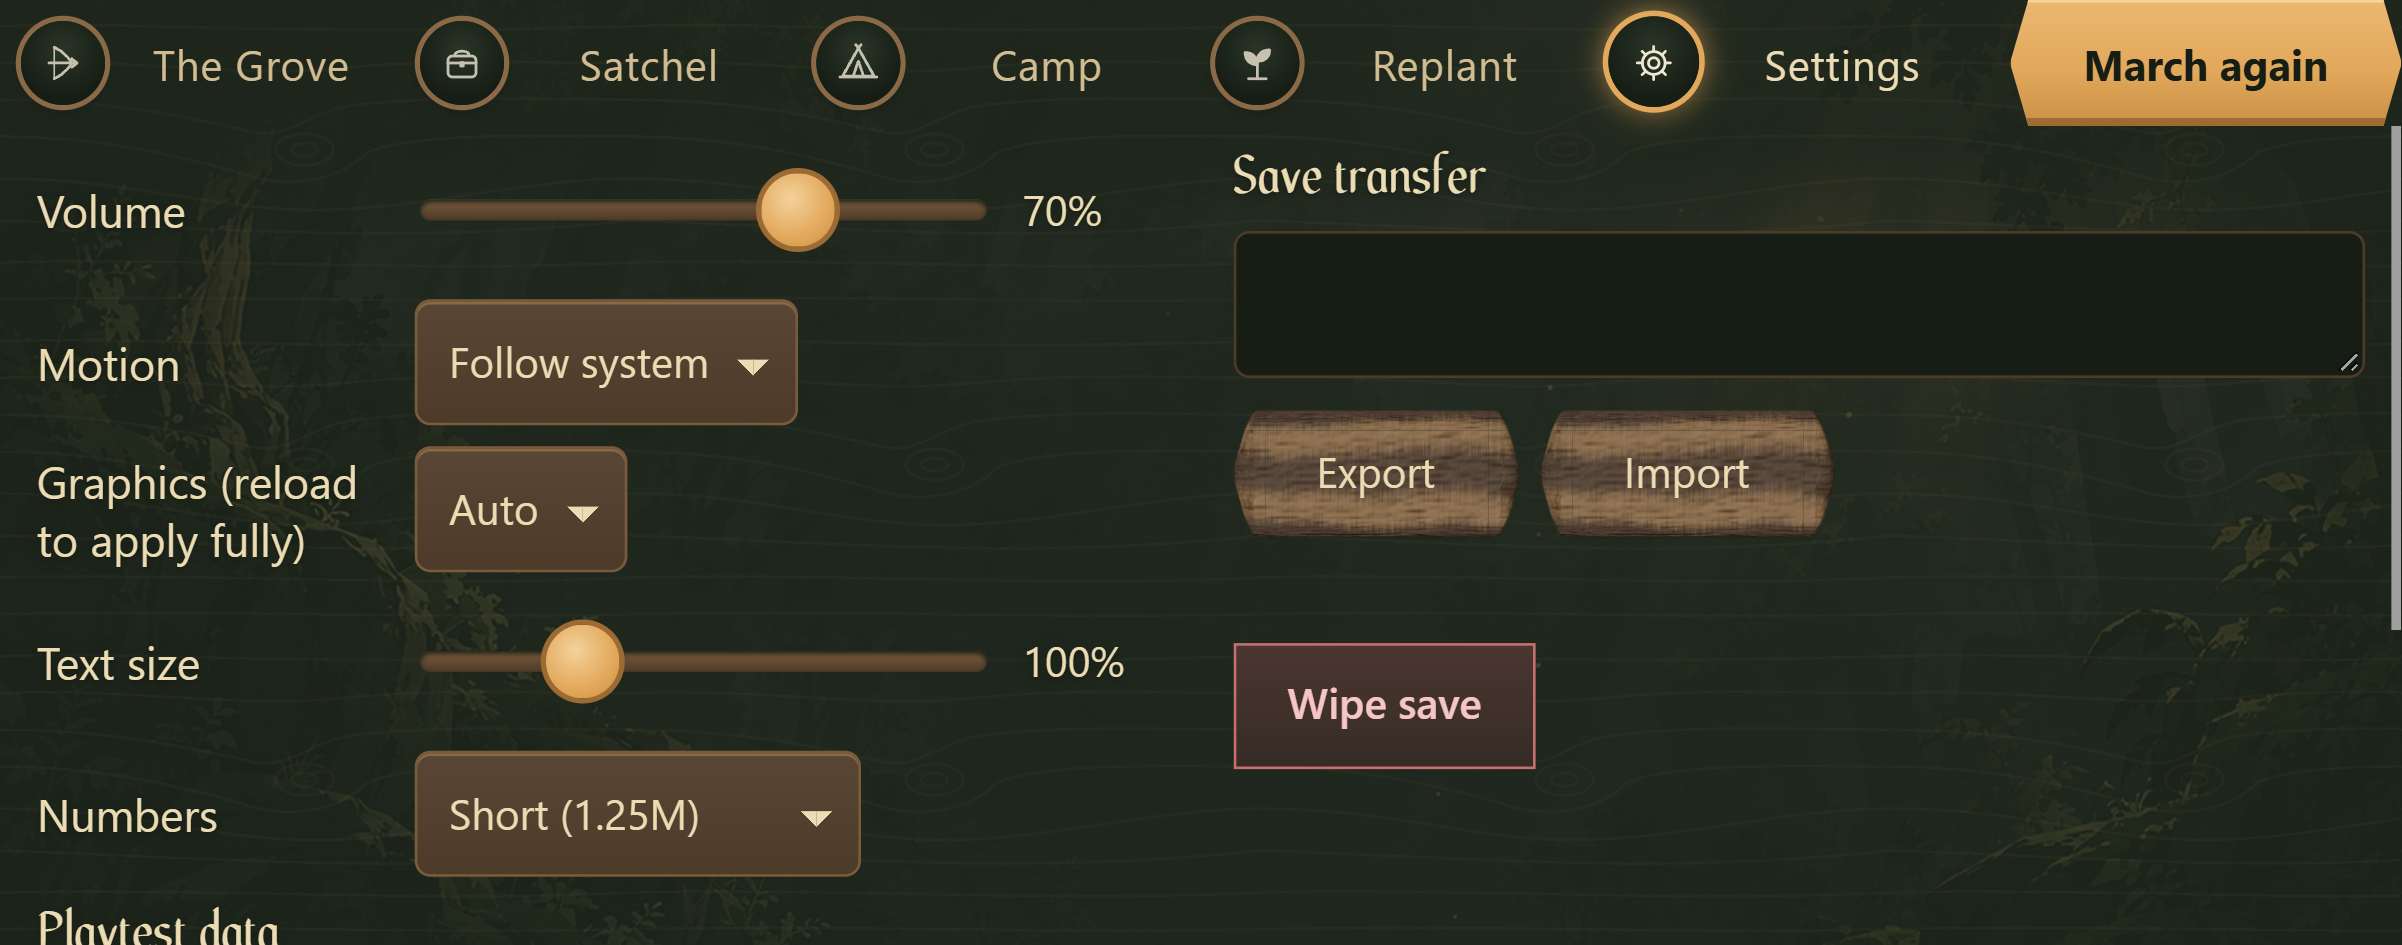 The Grove
Satchel
Camp
Replant
Settings
March again
Volume
70%
Motion
Follow system
Graphics (reload
to apply fully)
Auto
Text size
100%
Numbers
Short (1.25M)
Playtest data
Save transfer
Export
Import
Wipe save